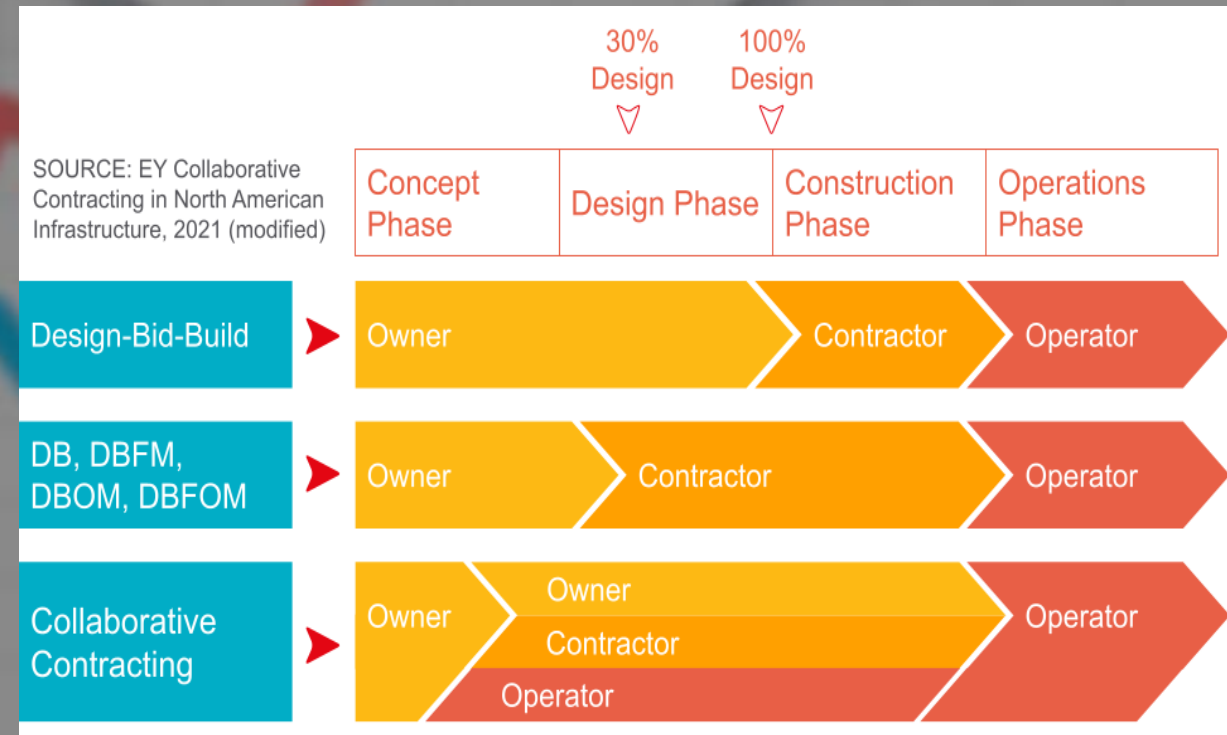 30%
Design
100%
Design
SOURCE: EY Collaborative
Contracting in North American
Infrastructure, 2021 (modified)
Concept
Phase
Design Phase
Construction
Phase
Operations
Phase
Design-Bid-Build
Owner
Contractor
Operator
DB, DBFM,
DBOM, DBFOM
Owner
Contractor
Operator
Collaborative
Contracting
Owner
Owner
Contractor
Operator
Operator